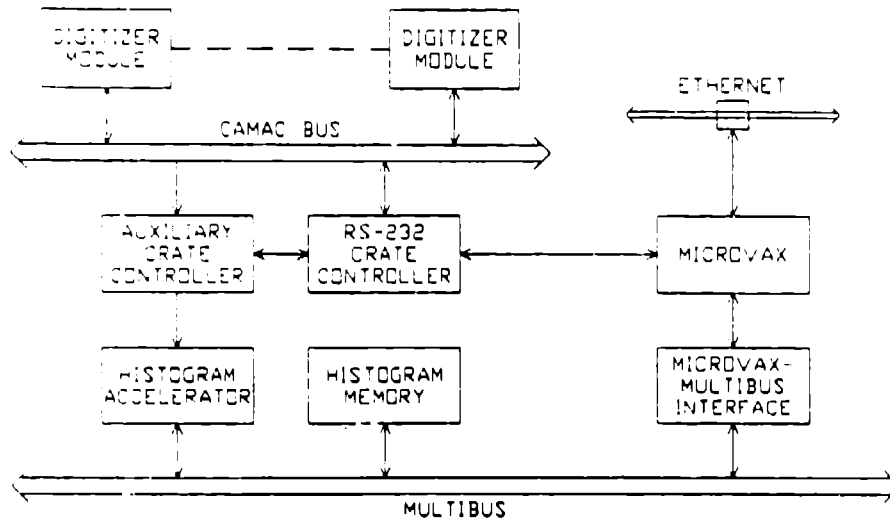 DIGITIZER
MODULE
DIGITIZER
MODULE
ETHERNET
CAMAC BUS
AUXILIARY
CRATE
CONTROLLER
RS-232
CRATE
CONTROLLER
MICROVAX
HISTOGRAM
ACCELERATOR
HISTOGRAM
MEMORY
MICROVAX-
MULTIBUS
INTERFACE
MULTIBUS